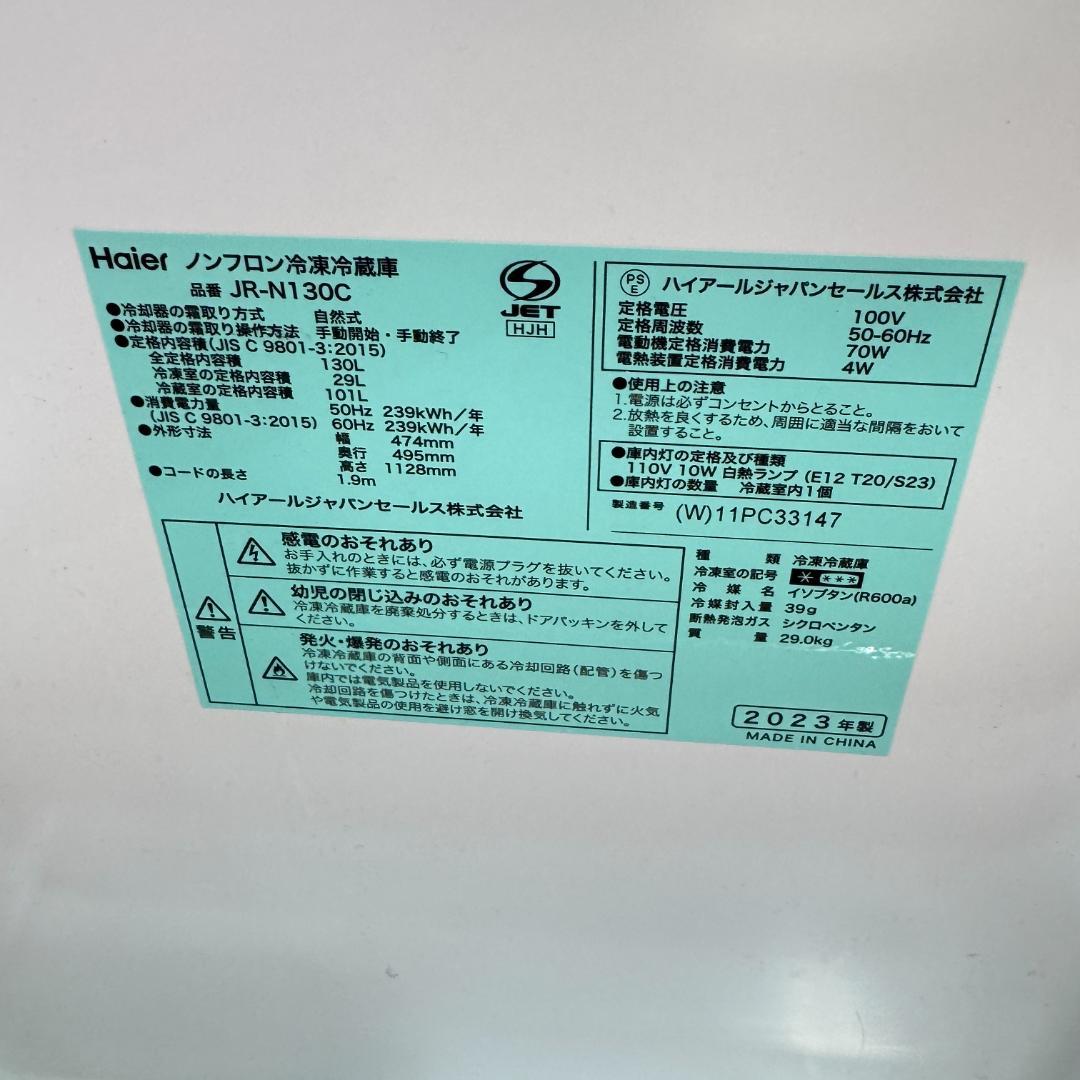 Haier ノンフロン冷凍冷蔵庫
品番 JR-N130C
●冷却器の霜取り方式 自然式
●冷却器の霜取り操作方法 手動開始・手動終了
●定格内容積(JIS C 9801-3:2015)
全定格内容積 130L
冷凍室の定格内容積 29L
冷蔵室の定格内容積 101L
●消費電力量 50Hz 239kWh/年
(JIS C 9801-3:2015) 60Hz 239kWh/年
●外形寸法 幅 474mm
奥行 495mm
高さ 1128mm
●コードの長さ 1.9m
ハイアールジャパンセールス株式会社
JET
HJH
PS
E
ハイアールジャパンセールス株式会社
定格電圧 100V
定格周波数 50-60Hz
電動機定格消費電力 70W
電熱装置定格消費電力 4W
●使用上の注意
1.電源は必ずコンセントからとること。
2.放熱を良くするため、周囲に適当な間隔をおいて
設置すること。
●庫内灯の定格及び種類
110V 10W 白熱ランプ (E12 T20/S23)
●庫内灯の数量 冷蔵室内1個
製造番号 (W)11PC33147
警告
感電のおそれあり
お手入れのときには、必ず電源プラグを抜いてください。
抜かずに作業すると感電のおそれがあります。
幼児の閉じ込みのおそれあり
冷凍冷蔵庫を廃棄処分するときは、ドアパッキンを外して
ください。
発火・爆発のおそれあり
冷凍冷蔵庫の背面や側面にある冷却回路(配管)を傷つ
けないでください。
庫内では電気製品を使用しないでください。
冷却回路を傷つけたときは、冷凍冷蔵庫に触れずに火気
や電気製品の使用を避け窓を開け換気してください。
種類 冷凍冷蔵庫
冷凍室の記号 * ***
冷媒名 イソブタン(R600a)
冷媒封入量 39g
断熱発泡ガス シクロペンタン
質量 29.0kg
2023年製
MADE IN CHINA